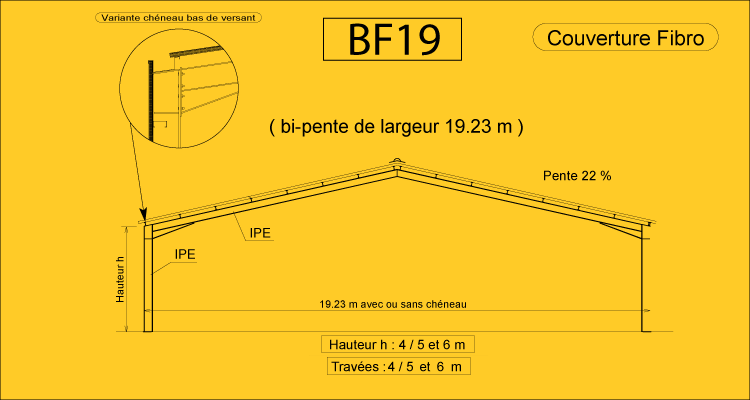 Variante chéneau bas de versant
BF19
Couverture Fibro
( bi-pente de largeur 19.23 m )
Pente 22 %
IPE
IPE
Hauteur h
19.23 m avec ou sans chéneau
Hauteur h : 4 / 5 et 6 m
Travées : 4 / 5 et 6 m